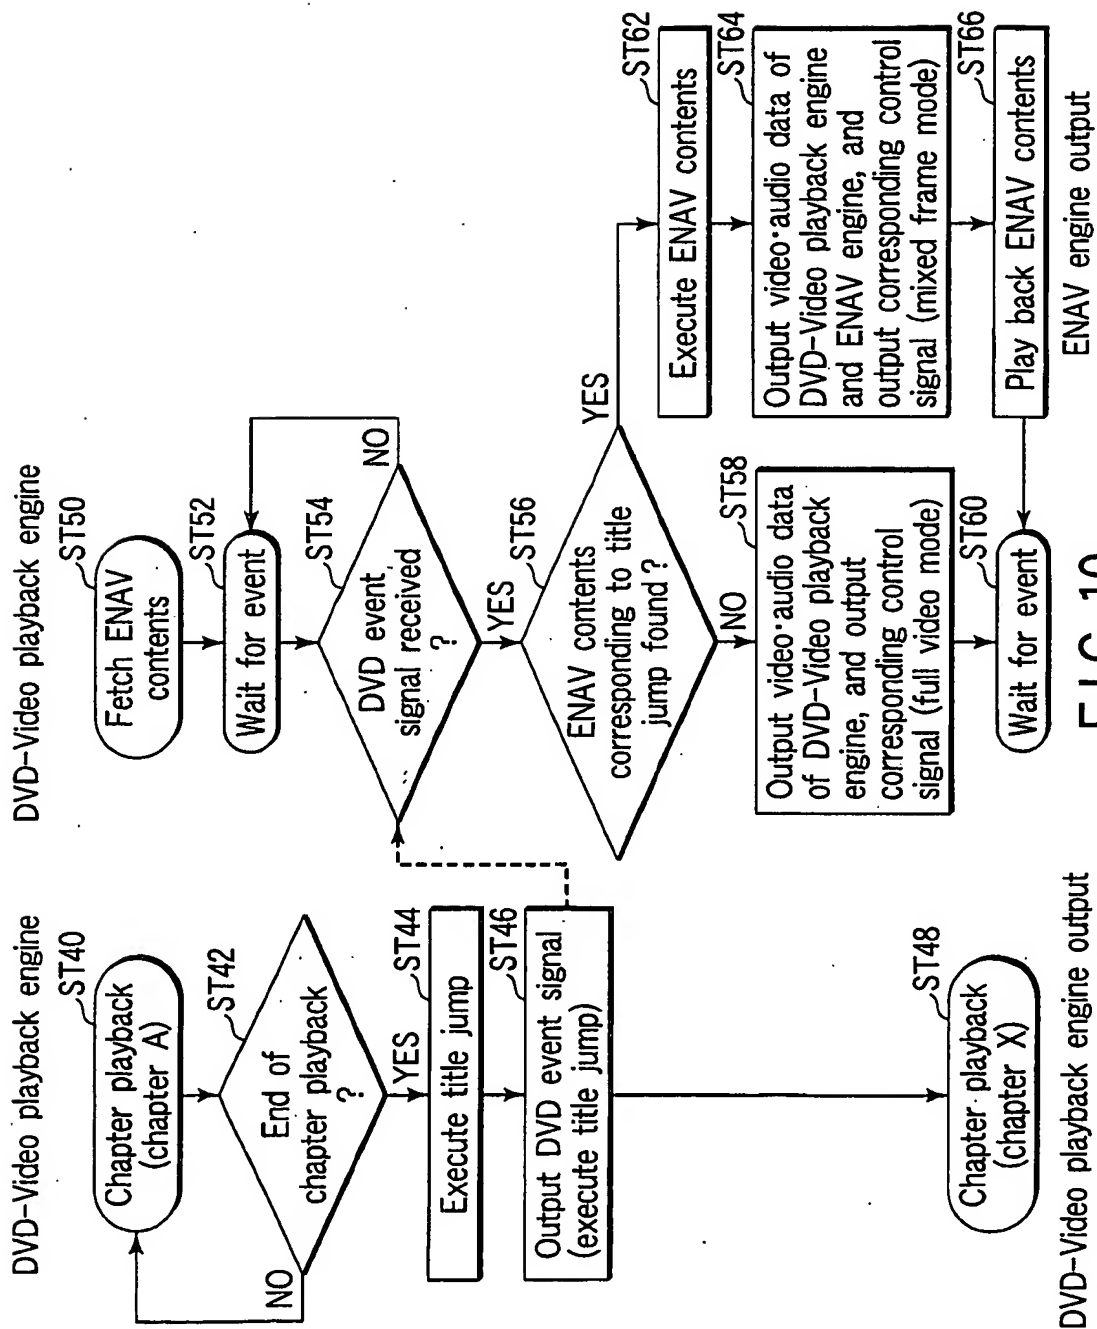 DVD-Video playback engine
ST40
Chapter playback
(chapter A)
ST42
End of
chapter playback
?
NO
YES
ST44
Execute title jump
ST46
Output DVD event signal
(execute title jump)
ST48
Chapter playback
(chapter X)
DVD-Video playback engine output
DVD-Video playback engine
ST50
Fetch ENAV
contents
ST52
Wait for event
ST54
DVD event
signal received
?
NO
YES
ST56
ENAV contents
corresponding to title
jump found ?
YES
NO
ST58
Output video·audio data
of DVD-Video playback
engine, and output
corresponding control
signal (full video mode)
ST60
Wait for event
ST62
Execute ENAV contents
ST64
Output video·audio data of
DVD-Video playback engine
and ENAV engine, and
output corresponding control
signal (mixed frame mode)
ST66
Play back ENAV contents
ENAV engine output